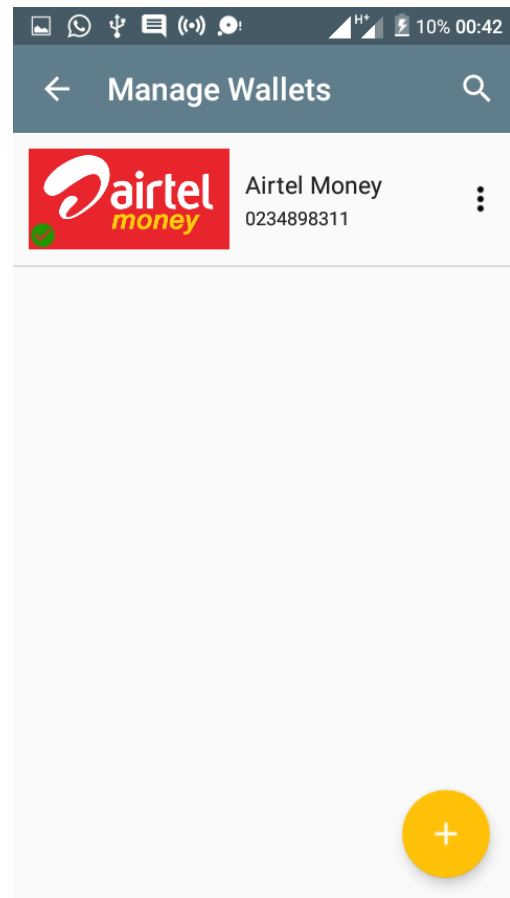 H+ 10% 00:42
Manage Wallets
airtel
money
Airtel Money
0234898311